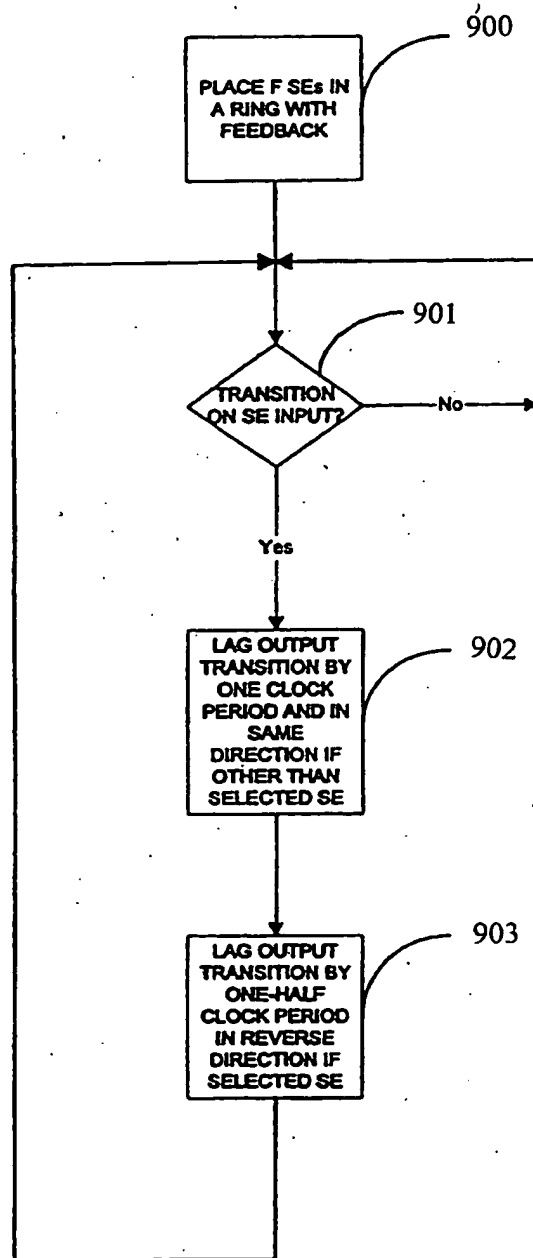 900
PLACE F SEs IN
A RING WITH
FEEDBACK
901
TRANSITION
ON SE INPUT?
No
Yes
LAG OUTPUT
TRANSITION BY
ONE CLOCK
PERIOD AND IN
SAME
DIRECTION IF
OTHER THAN
SELECTED SE
902
LAG OUTPUT
TRANSITION BY
ONE-HALF
CLOCK PERIOD
IN REVERSE
DIRECTION IF
SELECTED SE
903